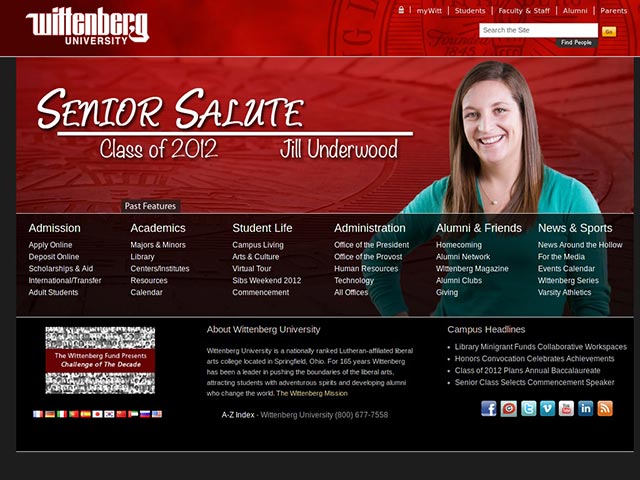 Wittenberg
UNIVERSITY
myWitt | Students | Faculty & Staff | Alumni | Parents
Search the Site
Go
Find People
SENIOR SALUTE
Class of 2012 Jill Underwood
Past Features
Admission
Apply Online
Deposit Online
Scholarships & Aid
International/Transfer
Adult Students
Academics
Majors & Minors
Library
Centers/Institutes
Resources
Calendar
Student Life
Campus Living
Arts & Culture
Virtual Tour
Sibs Weekend 2012
Commencement
Administration
Office of the President
Office of the Provost
Human Resources
Technology
All Offices
Alumni & Friends
Homecoming
Alumni Network
Wittenberg Magazine
Alumni Clubs
Giving
News & Sports
News Around the Hollow
For the Media
Events Calendar
Wittenberg Series
Varsity Athletics
The Wittenberg Fund Presents
Challenge of The Decade
About Wittenberg University
Wittenberg University is a nationally ranked Lutheran-affilated liberal
arts college located in Springfield, Ohio. For 165 years Wittenberg
has been a leader in pushing the boundaries of the liberal arts,
attracting students with adventurous spirits and developing alumni
who change the world. The Wittenberg Mission
A-Z Index - Wittenberg University (800) 677-7558
Campus Headlines
Library Minigrant Funds Collaborative Workspaces
Honors Convocation Celebrates Achievements
Class of 2012 Plans Annual Baccalaureate
Senior Class Selects Commencement Speaker